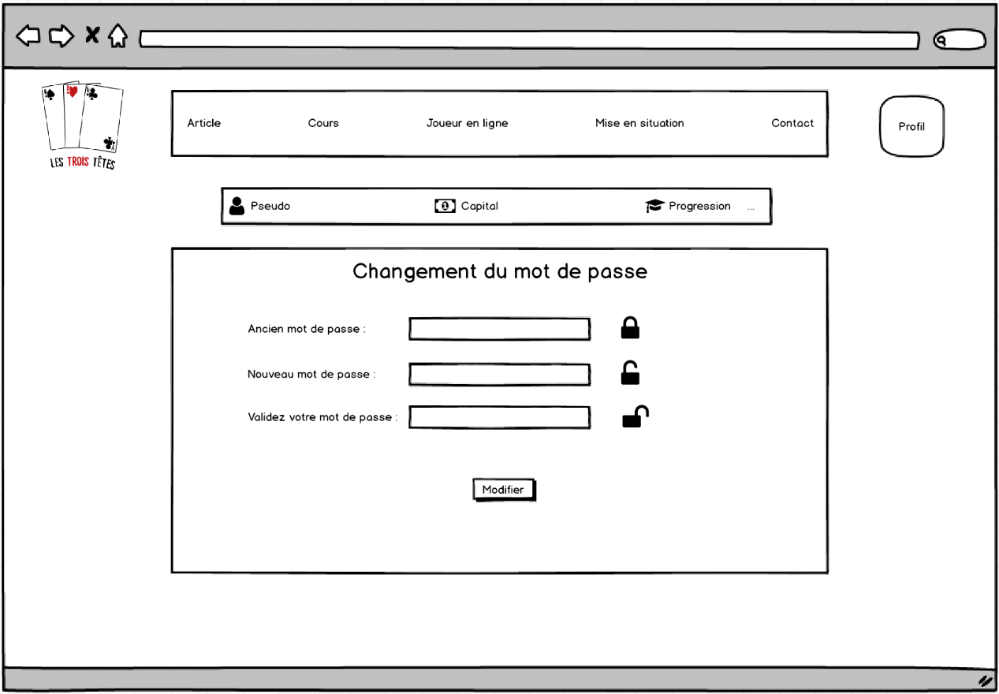 Article Cours Joueur en ligne Mise en situation Contact
Profil
LES TROIS TÊTES
Pseudo Capital Progression ...
Changement du mot de passe
Ancien mot de passe :
Nouveau mot de passe :
Validez votre mot de passe :
Modifier